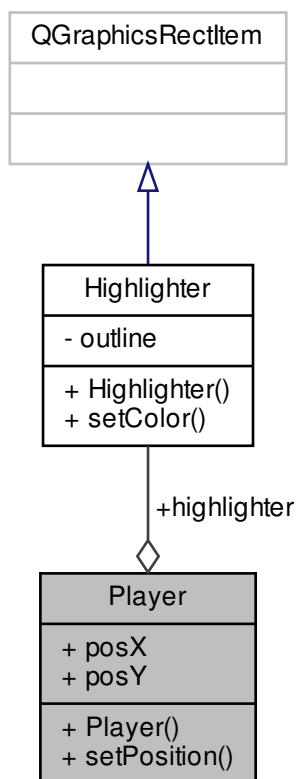 QGraphicsRectItem
Highlighter
- outline
+ Highlighter()
+ setColor()
+highlighter
Player
+ posX
+ posY
+ Player()
+ setPosition()